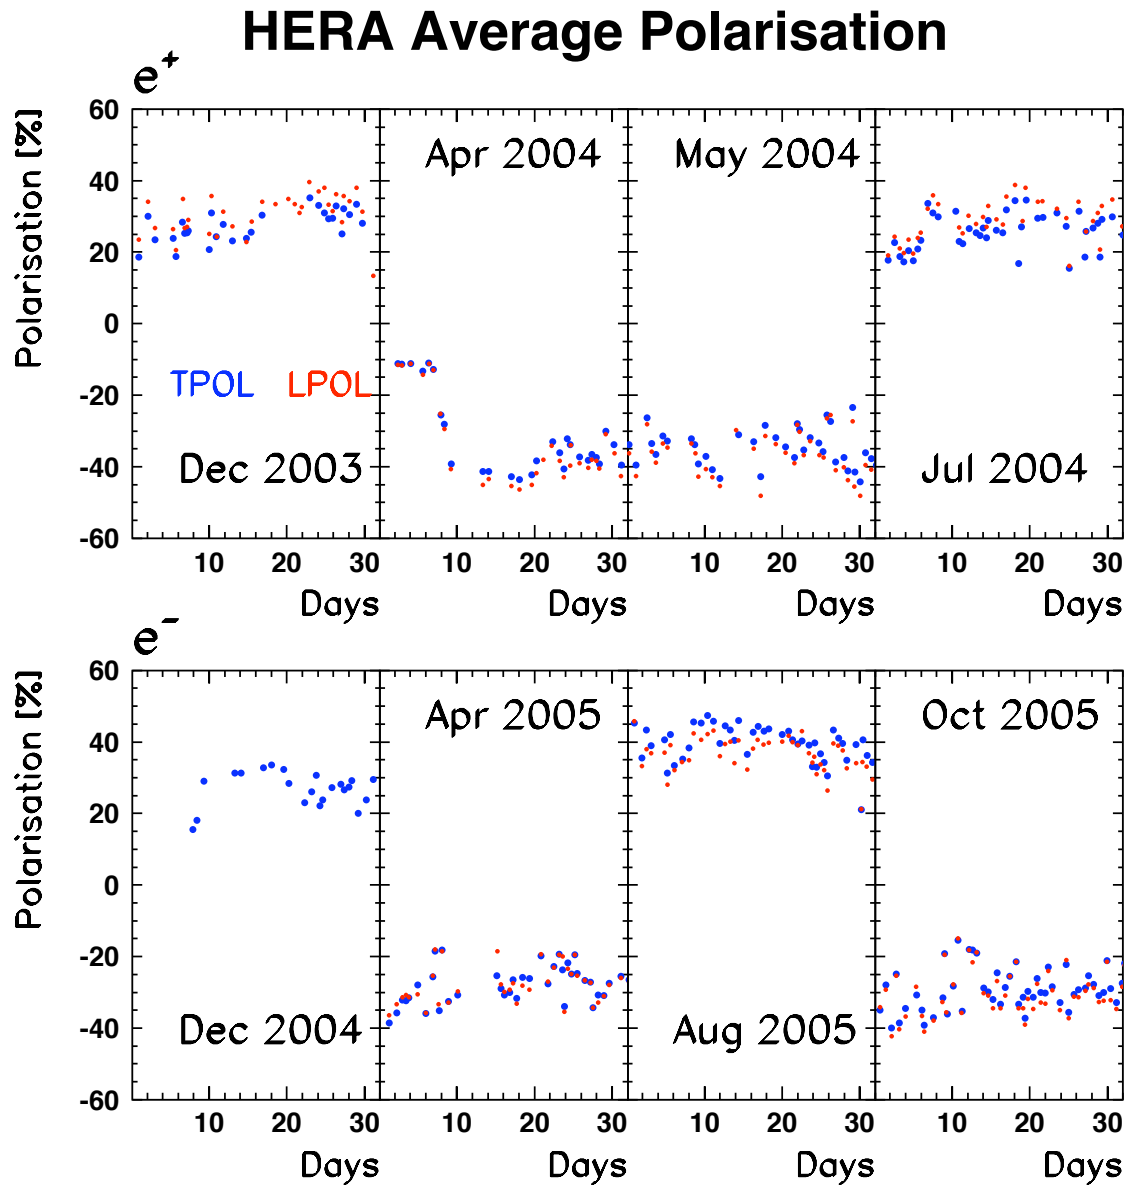 HERA Average Polarisation
e+
Polarisation [%]
60
40
20
0
-20
-40
-60
Apr 2004
May 2004
TPOL LPOL
Dec 2003
Jul 2004
10 20 30 10 20 30 10 20 30 10 20 30
Days Days Days Days
e-
Polarisation [%]
60
40
20
0
-20
-40
-60
Apr 2005
Oct 2005
Dec 2004
Aug 2005
10 20 30 10 20 30 10 20 30 10 20 30
Days Days Days Days